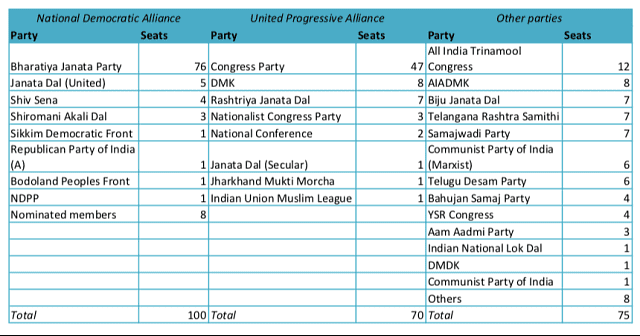 National Democratic Alliance United Progressive Alliance Other parties
Party Seats Party Seats Party Seats
All India Trinamool
Bharatiya Janata Party 76 Congress Party 47 Congress 12
Janata Dal (United) 5 DMK 8 AIADMK 8
Shiv Sena 4 Rashtriya Janata Dal 7 Biju Janata Dal 7
Shiromani Akali Dal 3 Nationalist Congress Party 3 Telangana Rashtra Samithi 7
Sikkim Democratic Front 1 National Conference 2 Samajwadi Party 7
Republican Party of India Communist Party of India
(A) 1 Janata Dal (Secular) 1 (Marxist) 6
Bodoland Peoples Front 1 Jharkhand Mukti Morcha 1 Telugu Desam Party 6
NDPP 1 Indian Union Muslim League 1 Bahujan Samaj Party 4
Nominated members 8 YSR Congress 4
Aam Aadmi Party 3
Indian National Lok Dal 1
DMDK 1
Communist Party of India 1
Others 8
Total 100 Total 70 Total 75